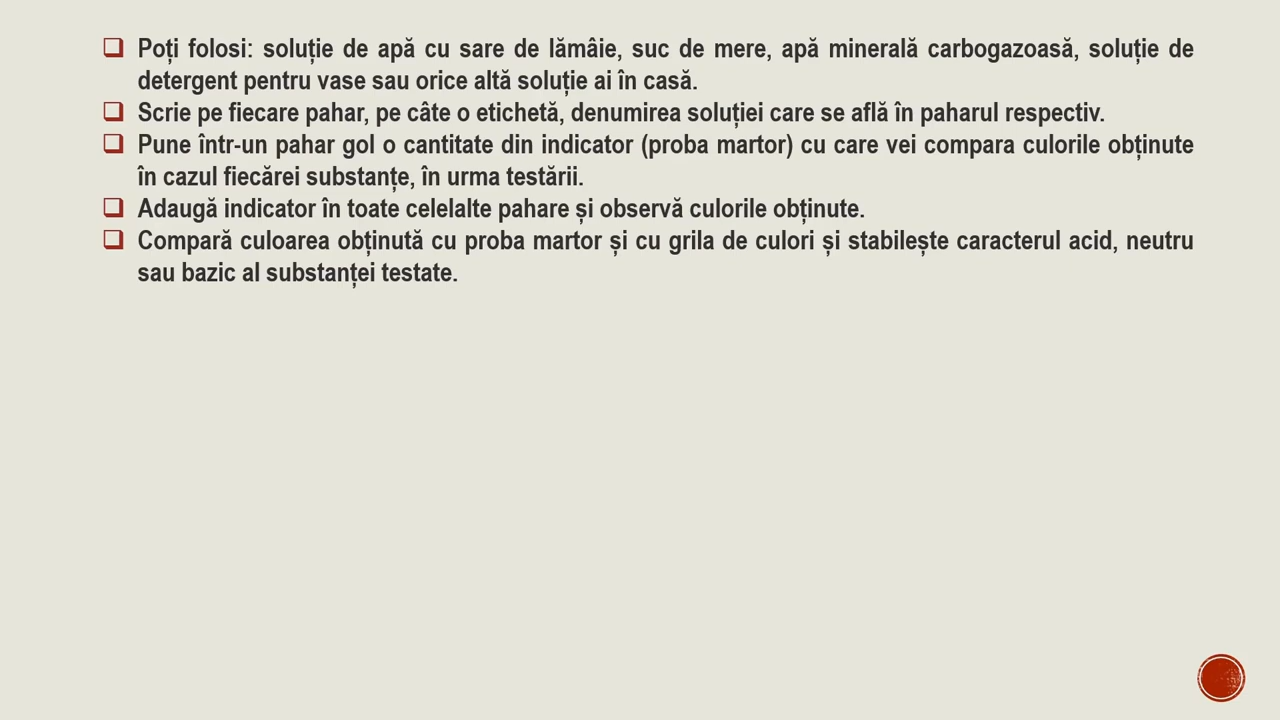 Poți folosi: soluție de apă cu sare de lămâie, suc de mere, apă minerală carbogazoasă, soluție de
detergent pentru vase sau orice altă soluție ai în casă.
Scrie pe fiecare pahar, pe câte o etichetă, denumirea soluției care se află în paharul respectiv.
Pune într-un pahar gol o cantitate din indicator (proba martor) cu care vei compara culorile obținute
în cazul fiecărei substanțe, în urma testării.
Adaugă indicator în toate celelalte pahare și observă culorile obținute.
Compară culoarea obținută cu proba martor și cu grila de culori și stabilește caracterul acid, neutru
sau bazic al substanței testate.